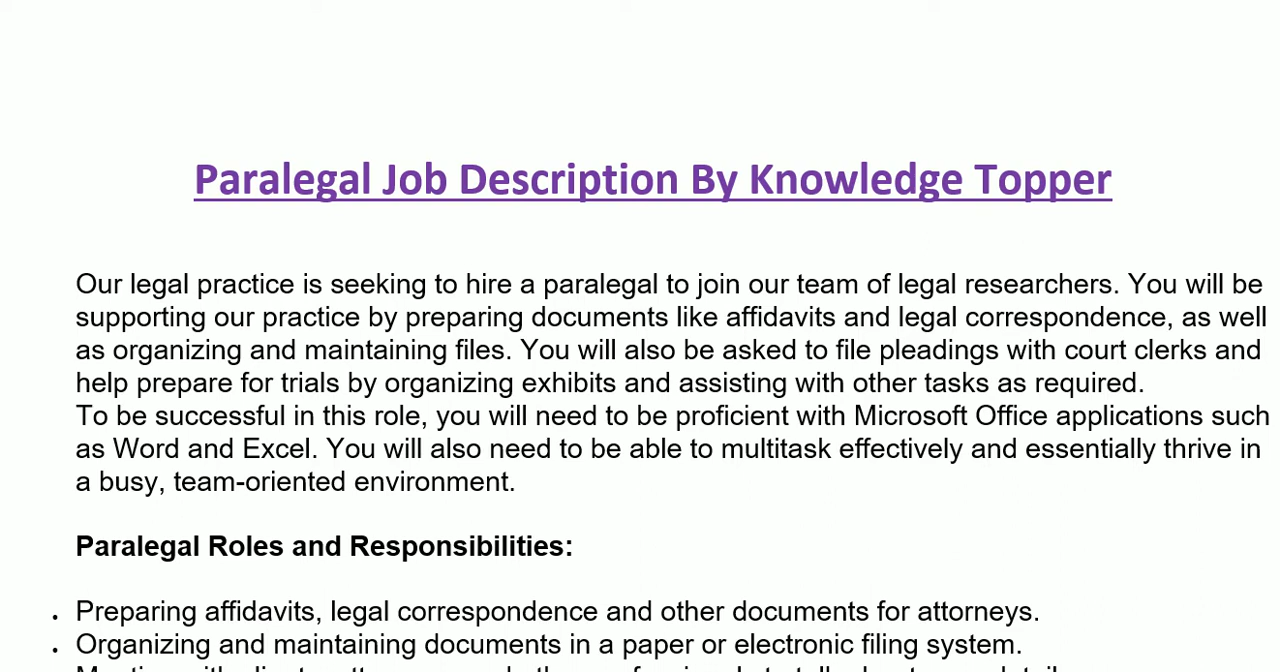 Paralegal Job Description By Knowledge Topper
Our legal practice is seeking to hire a paralegal to join our team of legal researchers. You will be
supporting our practice by preparing documents like affidavits and legal correspondence, as well
as organizing and maintaining files. You will also be asked to file pleadings with court clerks and
help prepare for trials by organizing exhibits and assisting with other tasks as required.
To be successful in this role, you will need to be proficient with Microsoft Office applications such
as Word and Excel. You will also need to be able to multitask effectively and essentially thrive in
a busy, team-oriented environment.
Paralegal Roles and Responsibilities:
• Preparing affidavits, legal correspondence and other documents for attorneys.
• Organizing and maintaining documents in a paper or electronic filing system.